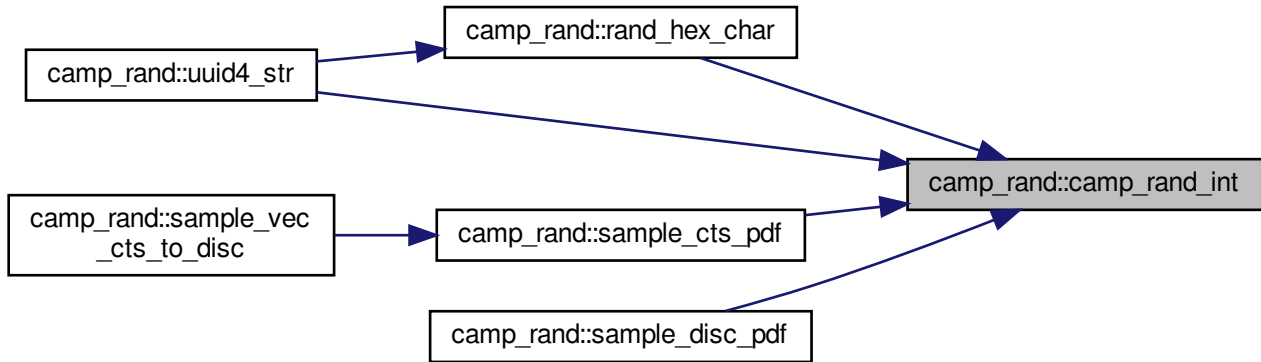 camp_rand::rand_hex_char
camp_rand::uuid4_str
camp_rand::camp_rand_int
camp_rand::sample_vec
_cts_to_disc
camp_rand::sample_cts_pdf
camp_rand::sample_disc_pdf